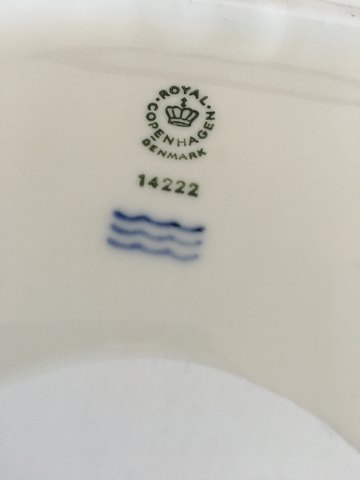 ROYAL
COPENHAGEN
DENMARK
14222